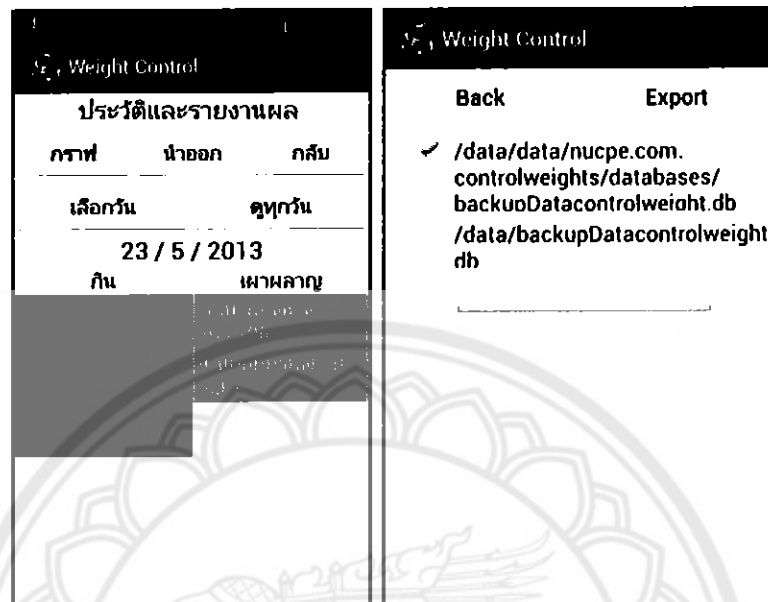 Weight Control
ประวัติและรายงานผล
กราฟ นำออก กลับ
เลือกวัน ดูทุกวัน
23 / 5 / 2013
กิน เผาผลาญ
Weight Control
Back Export
/data/data/nucpe.com.
controlweights/databases/
backupDatacontrolweight.db
/data/backupDatacontrolweight
db